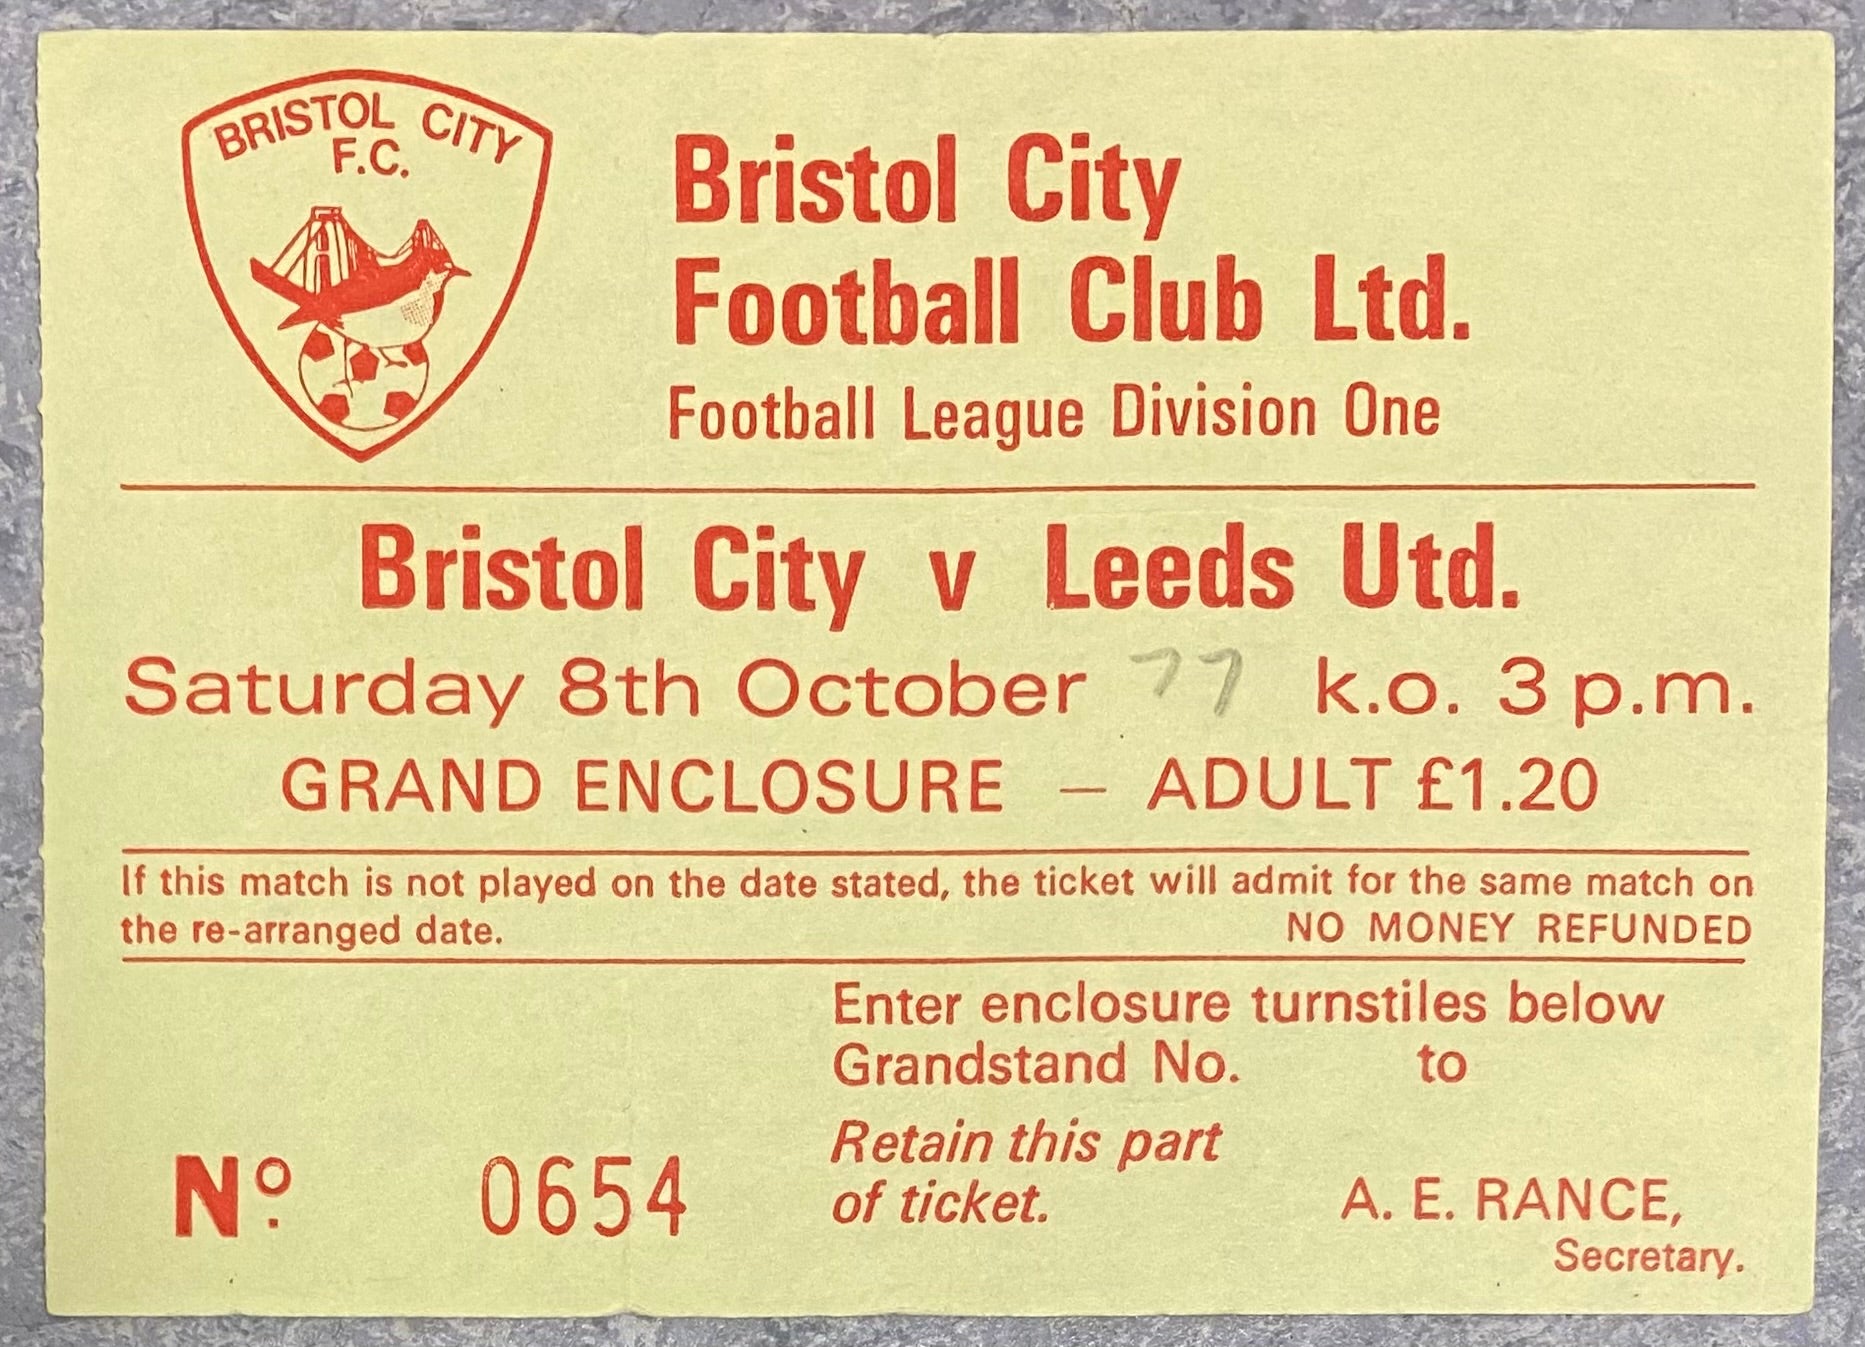 BRISTOL CITY
F.C.
Bristol City
Football Club Ltd.
Football League Division One
Bristol City v Leeds Utd.
Saturday 8th October 77 k.o. 3 p.m.
GRAND ENCLOSURE — ADULT £1.20
If this match is not played on the date stated, the ticket will admit for the same match on
the re-arranged date. NO MONEY REFUNDED
Enter enclosure turnstiles below
Grandstand No. to
Retain this part
of ticket.
Nº. 0654
A. E. RANCE,
Secretary.